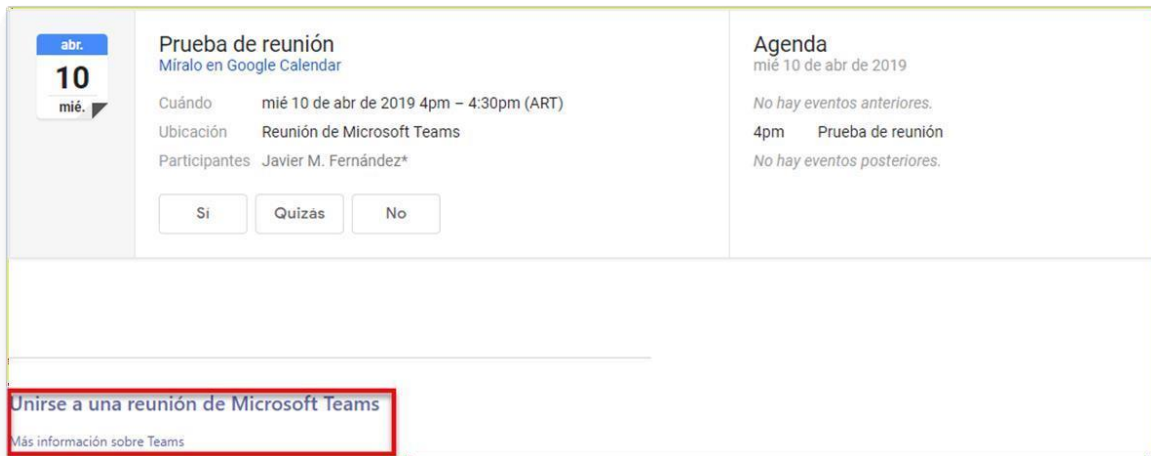 abr.
10
mié.
Prueba de reunión
Míralo en Google Calendar
Cuándo mié 10 de abr de 2019 4pm – 4:30pm (ART)
Ubicación Reunión de Microsoft Teams
Participantes Javier M. Fernández*
Sí Quizás No
Agenda
mié 10 de abr de 2019
No hay eventos anteriores.
4pm Prueba de reunión
No hay eventos posteriores.
Unirse a una reunión de Microsoft Teams
Más información sobre Teams